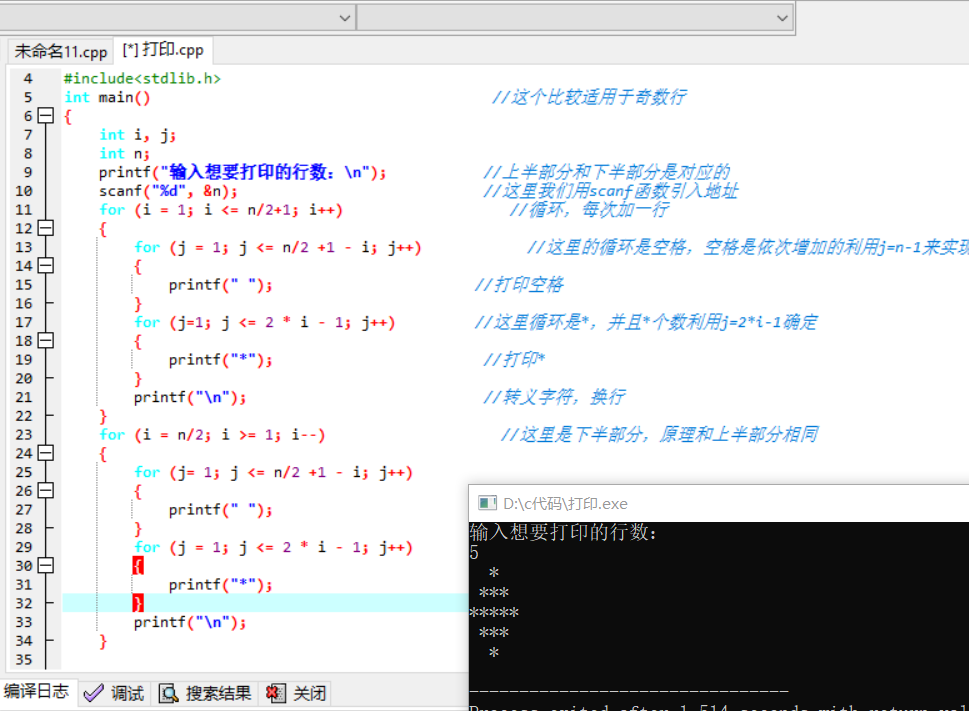 未命名11.cpp [*] 打印.cpp
4 #include<stdlib.h>
5 int main() //这个比较适用于奇数行
6 {
7 int i, j;
8 int n;
9 printf("输入想要打印的行数: \n"); //上半部分和下半部分是对应的
10 scanf("%d", &n); //这里我们用scanf函数引入地址
11 for (i = 1; i <= n/2+1; i++) //循环，每次加一行
12 {
13 for (j = 1; j <= n/2 +1 - i; j++) //这里的循环是空格，空格是依次增加的利用j=n-1来实现
14 {
15 printf(" "); //打印空格
16 }
17 for (j=1; j <= 2 * i - 1; j++) //这里循环是*，并且*个数利用j=2*i-1确定
18 {
19 printf("*"); //打印*
20 }
21 printf("\n"); //转义字符，换行
22 }
23 for (i = n/2; i >= 1; i--) //这里是下半部分，原理和上半部分相同
24 {
25 for (j= 1; j <= n/2 +1 - i; j++)
26 {
27 printf(" ");
28 }
29 for (j = 1; j <= 2 * i - 1; j++)
30 {
31 printf("*");
32 }
33 printf("\n");
34 }
35
D:\c代码\打印.exe
输入想要打印的行数:
5
*
***
*****
***
*
--------------------------------
Process exited after 1.514 seconds with return val
编译日志 调试 搜索结果 关闭